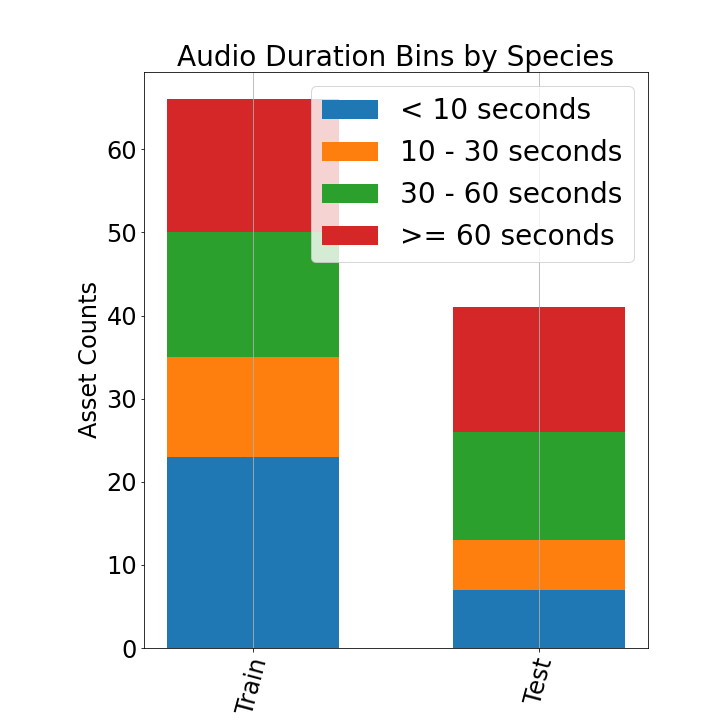 Audio Duration Bins by Species
< 10 seconds
10 - 30 seconds
30 - 60 seconds
>= 60 seconds
Asset Counts
60
50
40
30
20
10
0
Train
Test